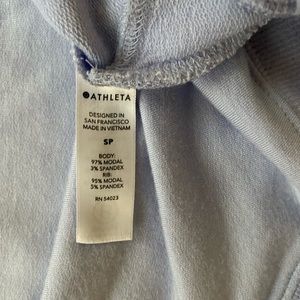 ATHLETA
DESIGNED IN
SAN FRANCISCO
MADE IN VIETNAM
SP
BODY:
97% MODAL
3% SPANDEX
RIB:
95% MODAL
5% SPANDEX
RN 54023